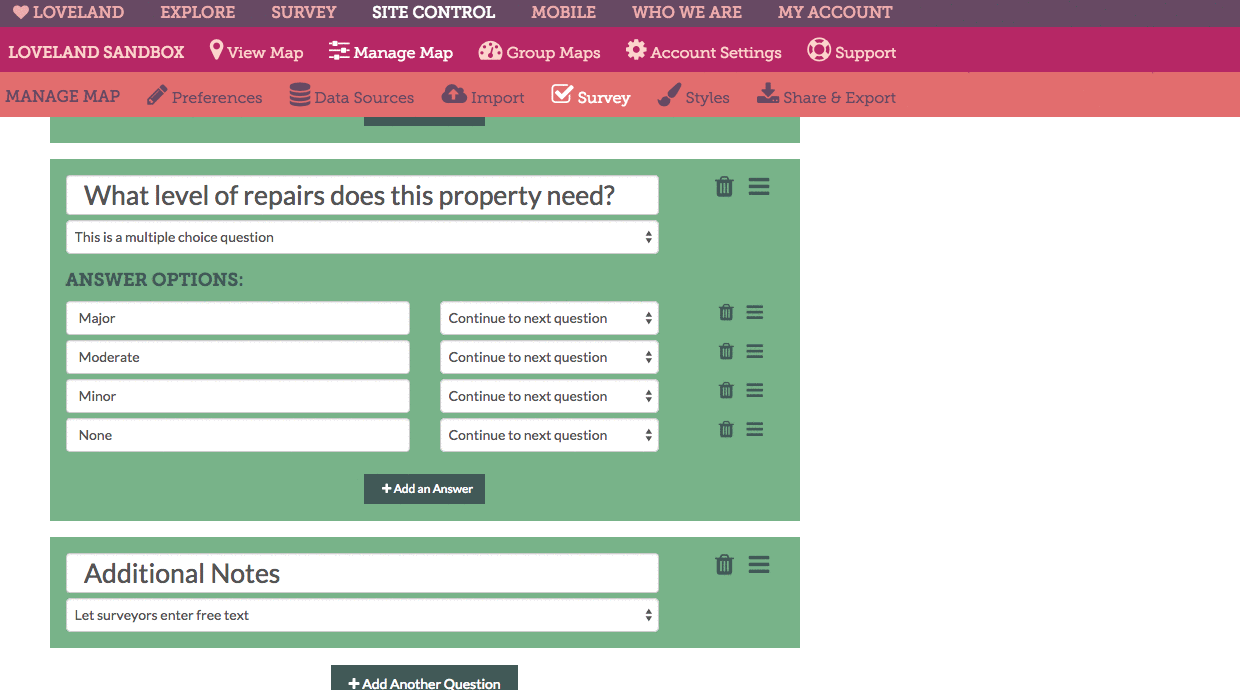 LOVELAND EXPLORE SURVEY SITE CONTROL MOBILE WHO WE ARE MY ACCOUNT
LOVELAND SANDBOX View Map Manage Map Group Maps Account Settings Support
MANAGE MAP Preferences Data Sources Import Survey Styles Share & Export
What level of repairs does this property need?
This is a multiple choice question
ANSWER OPTIONS:
Major Continue to next question
Moderate Continue to next question
Minor Continue to next question
None Continue to next question
+ Add an Answer
Additional Notes
Let surveyors enter free text
+ Add Another Question